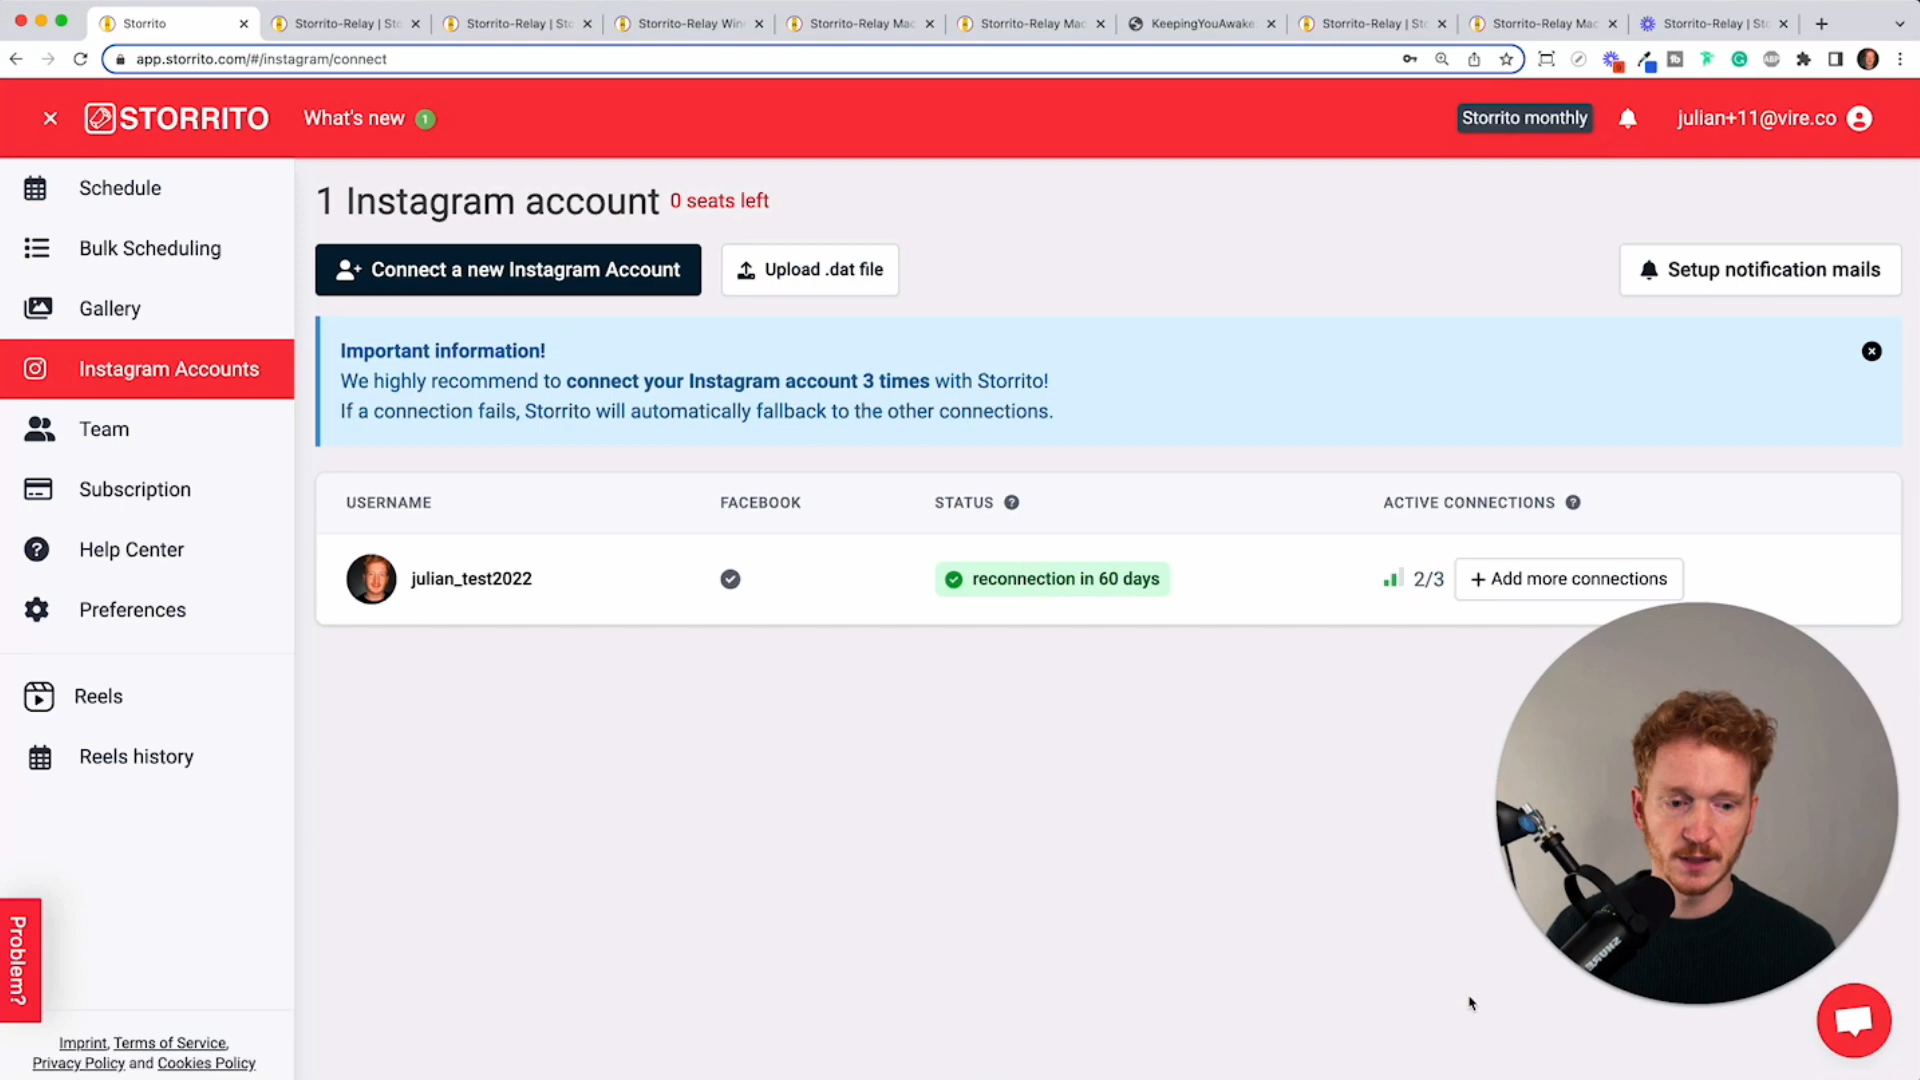 Storrito
Storrito-Relay | Sto
Storrito-Relay | Sto
Storrito-Relay Win
Storrito-Relay Mac
Storrito-Relay Mac
KeepingYouAwake
Storrito-Relay | Sto
Storrito-Relay Mac
Storrito-Relay | Sto
app.storrito.com/#/instagram/connect
STORRITO
What's new 1
Storrito monthly
julian+11@vire.co
Schedule
Bulk Scheduling
Gallery
Instagram Accounts
Team
Subscription
Help Center
Preferences
Reels
Reels history
Problem?
Imprint, Terms of Service,
Privacy Policy and Cookies Policy
1 Instagram account 0 seats left
Connect a new Instagram Account
Upload .dat file
Setup notification mails
Important information!
We highly recommend to connect your Instagram account 3 times with Storrito!
If a connection fails, Storrito will automatically fallback to the other connections.
USERNAME FACEBOOK STATUS ACTIVE CONNECTIONS
julian_test2022 reconnection in 60 days 2/3 + Add more connections